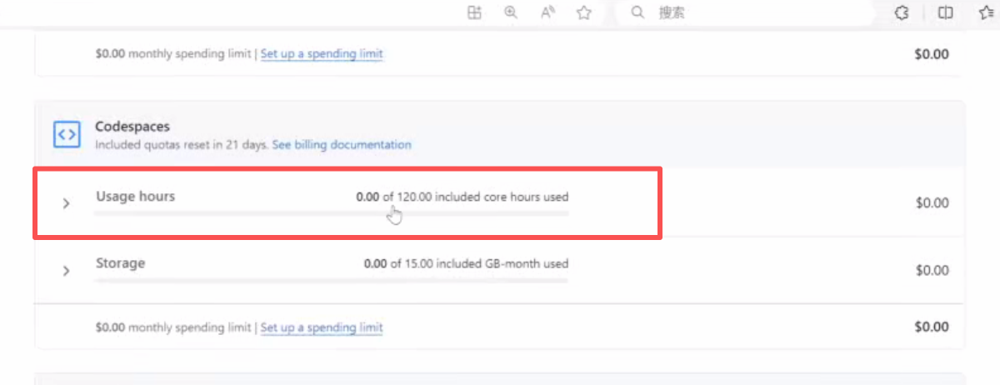 搜索
$0.00 monthly spending limit | Set up a spending limit $0.00
Codespaces
Included quotas reset in 21 days. See billing documentation
Usage hours 0.00 of 120.00 included core hours used $0.00
Storage 0.00 of 15.00 included GB-month used $0.00
$0.00 monthly spending limit | Set up a spending limit $0.00